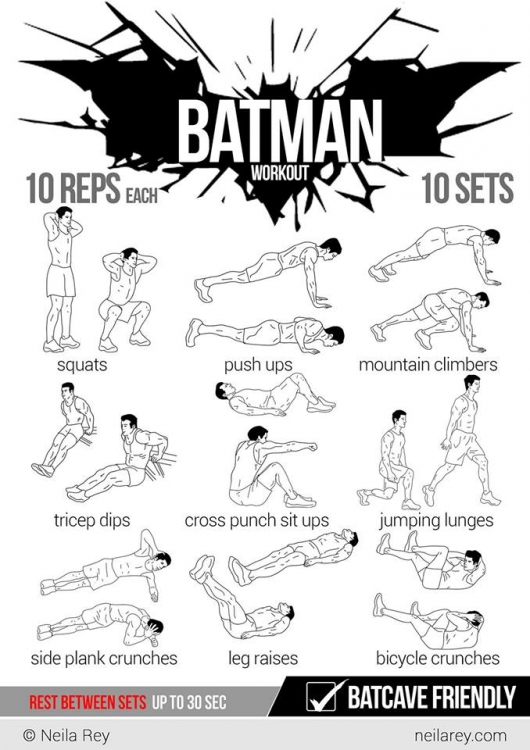 BATMAN
WORKOUT
10 REPS EACH
10 SETS
squats
push ups
mountain climbers
tricep dips
cross punch sit ups
jumping lunges
side plank crunches
leg raises
bicycle crunches
REST BETWEEN SETS UP TO 30 SEC
BATCAVE FRIENDLY
© Neila Rey
neilarey.com